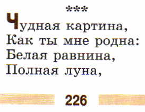 ***
Чудная картина,
Как ты мне родна:
Белая равнина,
Полная луна,
226